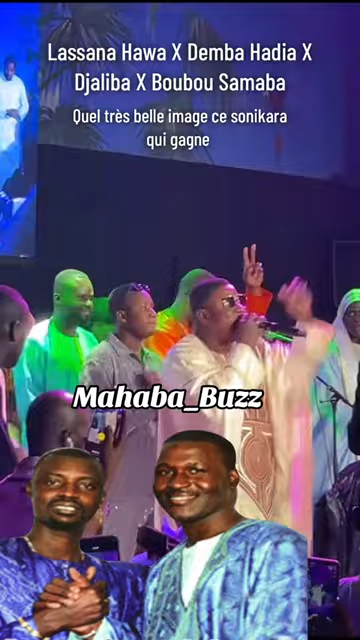 Lassana Hawa X Demba Hadia X
Djaliba X Boubou Samaba
Quel très belle image ce sonikara
qui gagne
Mahaba_Buzz